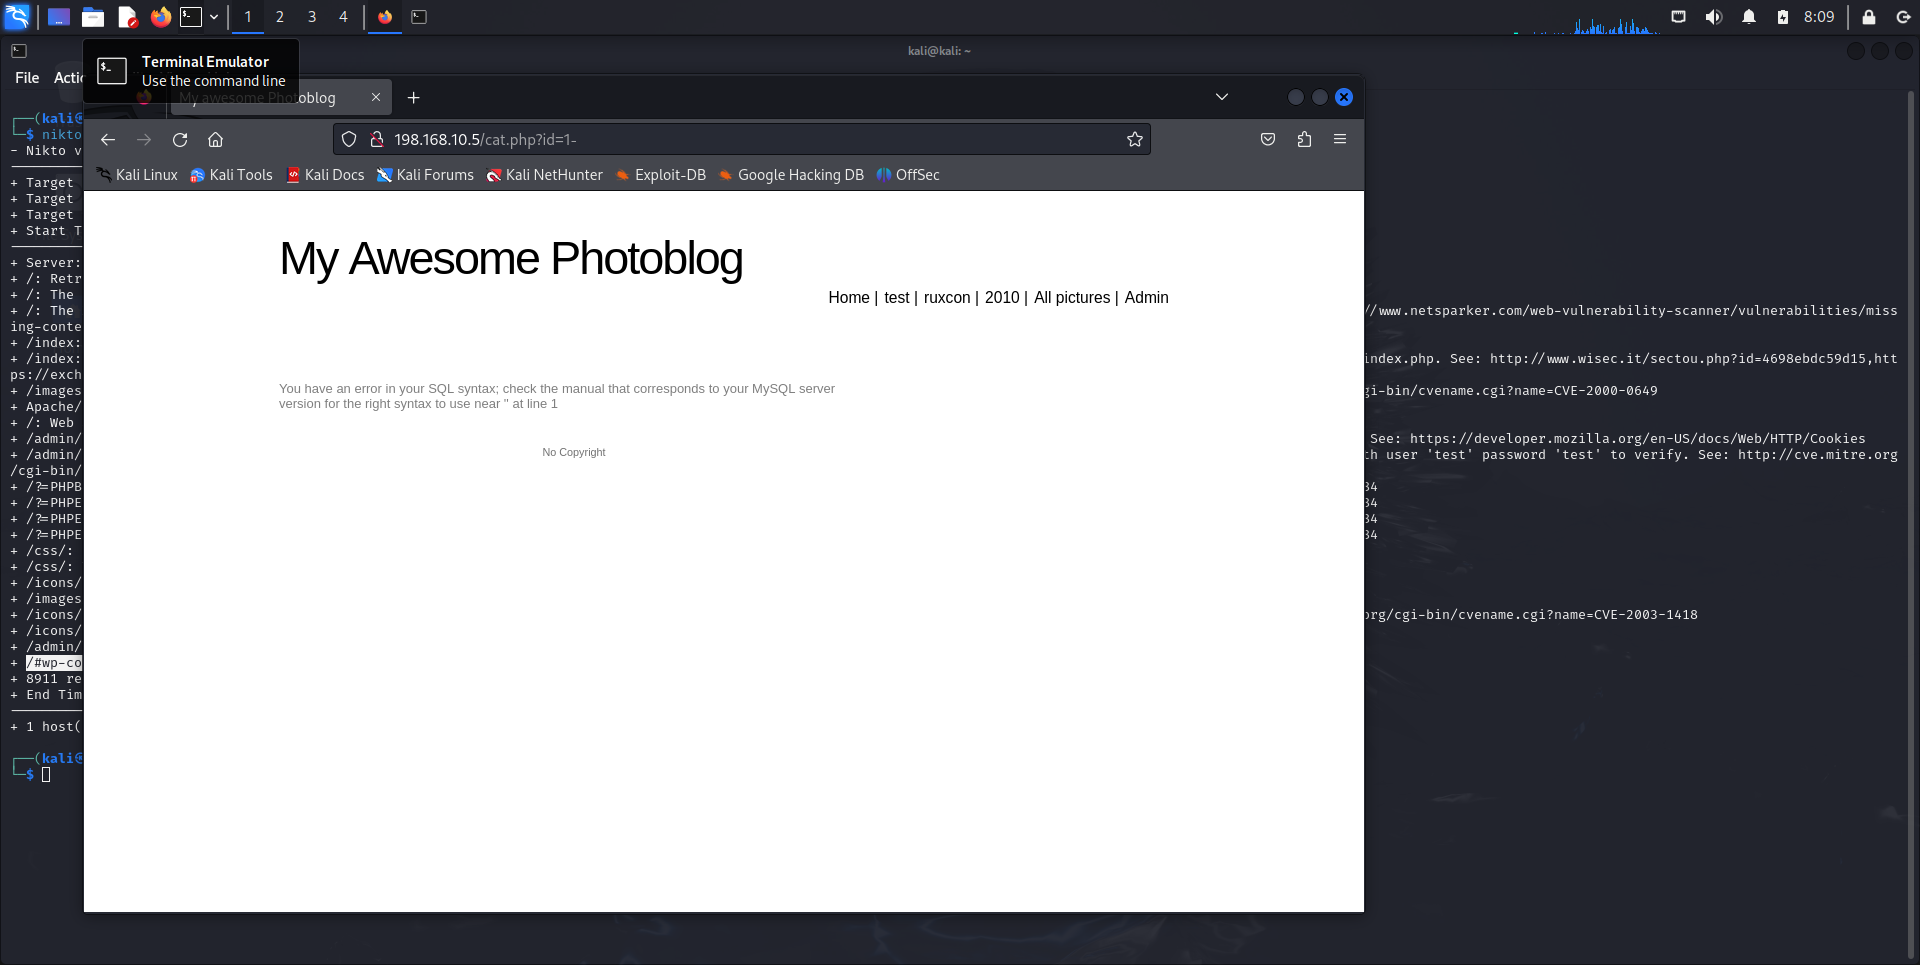 1 2 3 4 8:09
kali@kali: ~
Terminal Emulator
Use the command line
File
My awesome Photoblog
198.168.10.5/cat.php?id=1-
Kali Linux Kali Tools Kali Docs Kali Forums Kali NetHunter Exploit-DB Google Hacking DB OffSec
My Awesome Photoblog
Home | test | ruxcon | 2010 | All pictures | Admin
You have an error in your SQL syntax; check the manual that corresponds to your MySQL server
version for the right syntax to use near '' at line 1
No Copyright
(kali
$ nikto
- Nikto v
+ Target
+ Target
+ Target
+ Start T
+ Server:
+ /: Retr
+ /: The
+ /: The //www.netsparker.com/web-vulnerability-scanner/vulnerabilities/miss
ing-conte
+ /index:
+ /index: index.php. See: http://www.wisec.it/sectou.php?id=4698ebdc59d15,htt
ps://exch
+ /images gi-bin/cvename.cgi?name=CVE-2000-0649
+ Apache/
+ /: Web
+ /admin/ See: https://developer.mozilla.org/en-US/docs/Web/HTTP/Cookies
+ /admin/ th user 'test' password 'test' to verify. See: http://cve.mitre.org
/cgi-bin/
+ /?=PHPB 34
+ /?=PHPE 34
+ /?=PHPE 34
+ /?=PHPE 34
+ /css/:
+ /css/:
+ /icons/
+ /images
+ /icons/ org/cgi-bin/cvename.cgi?name=CVE-2003-1418
+ /icons/
+ /admin/
+ /#wp-co
+ 8911 re
+ End Tim
+ 1 host(
(kali
$